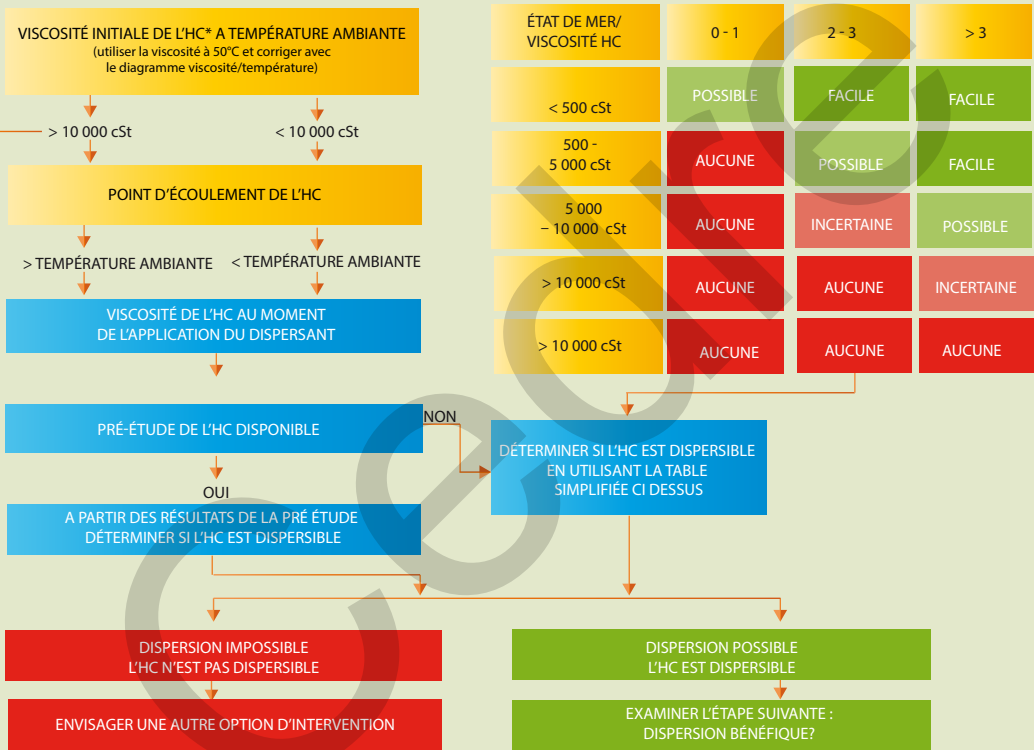 VISCOSITÉ INITIALE DE L'HC* A TEMPÉRATURE AMBIANTE
(utiliser la viscosité à 50°C et corriger avec
le diagramme viscosité/température)
> 10 000 cSt
< 10 000 cSt
POINT D'ÉCOULEMENT DE L'HC
> TEMPÉRATURE AMBIANTE
< TEMPÉRATURE AMBIANTE
VISCOSITÉ DE L'HC AU MOMENT
DE L'APPLICATION DU DISPERSANT
PRÉ-ÉTUDE DE L'HC DISPONIBLE
NON
OUI
A PARTIR DES RÉSULTATS DE LA PRÉ ÉTUDE
DÉTERMINER SI L'HC EST DISPERSIBLE
ÉTAT DE MER/
VISCOSITÉ HC
0 - 1
2 - 3
> 3
< 500 cSt
POSSIBLE
FACILE
FACILE
500 -
5 000 cSt
AUCUNE
POSSIBLE
FACILE
5 000
– 10 000 cSt
AUCUNE
INCERTAINE
POSSIBLE
> 10 000 cSt
AUCUNE
AUCUNE
INCERTAINE
> 10 000 cSt
AUCUNE
AUCUNE
AUCUNE
DÉTERMINER SI L'HC EST DISPERSIBLE
EN UTILISANT LA TABLE
SIMPLIFIÉE CI DESSUS
DISPERSION IMPOSSIBLE
L'HC N'EST PAS DISPERSIBLE
ENVISAGER UNE AUTRE OPTION D'INTERVENTION
DISPERSION POSSIBLE
L'HC EST DISPERSIBLE
EXAMINER L'ÉTAPE SUIVANTE :
DISPERSION BÉNÉFIQUE?
Cedre